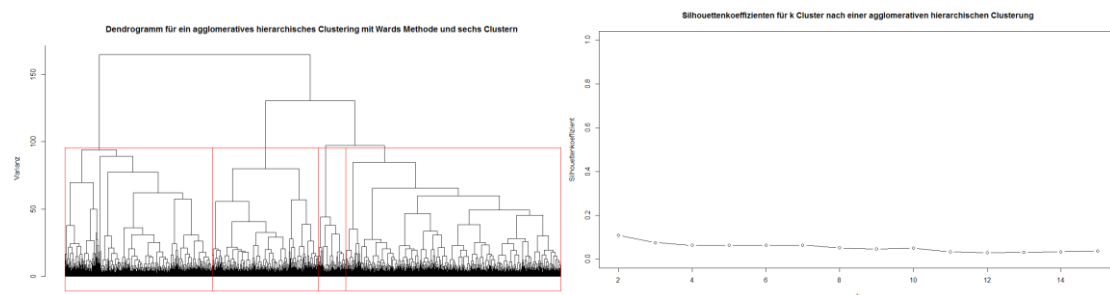 Dendrogramm für ein agglomeratives hierarchisches Clustering mit Wards Methode und sechs Clustern
Varianz
150
100
50
0
Silhouettenkoeffizienten für k Cluster nach einer agglomerativen hierarchischen Clusterung
Silhouettenkoeffizient
1.0
0.8
0.6
0.4
0.2
0.0
2 4 6 8 10 12 14